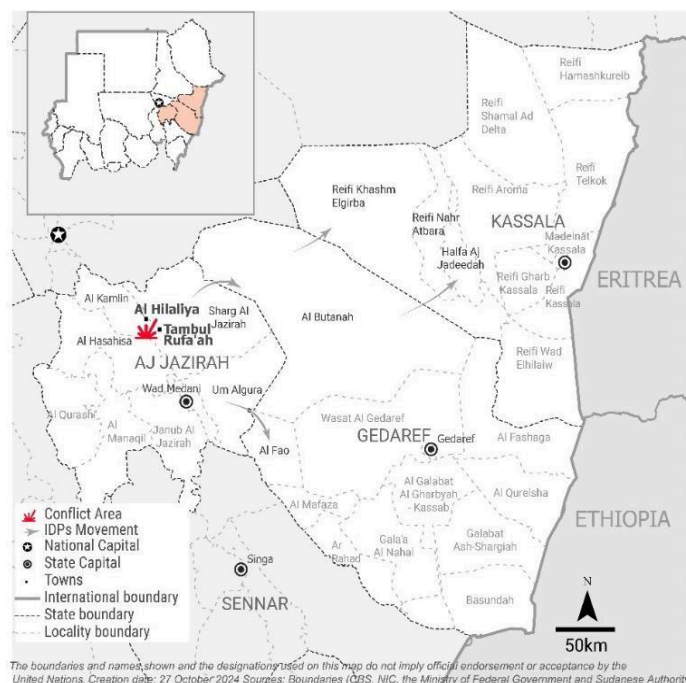 Reifi
Hamashkureib
Reifi
Shamal Ad
Delta
Reifi
Telkok
Reifi Khashm
Elgirba
Reifi Aroma
Reifi Nahr
Atbara
KASSALA
Madeinat
Kassala
Halfa Aj
Jadeedah
Reifi Gharb
Kassala
Reifi
Kassala
ERITREA
Al Kamlin
Al Hilaliya
Sharg Al
Jazirah
Tambul
Rufa'ah
Al Hasahisa
Al Butanah
AJ JAZIRAH
Reifi Wad
Elhilaiw
Wad Medani
Um Algura
Al Qurashi
Al
Manaqil
Janub Al
Jazirah
Wasat Al Gedaref
GEDAREF
Gedaref
Al Fashaga
Al Fao
Al Galabat
Al Gharbyah
Kassab
Al Qureisha
Al Mafaza
Ar
Rahad
Gala'a
Al Nahal
Galabat
Ash-Shargiah
ETHIOPIA
Basundah
Singa
SENNAR
Conflict Area
IDPs Movement
National Capital
State Capital
Towns
International boundary
State boundary
Locality boundary
N
50km
The boundaries and names shown and the designations used on this map do not imply official endorsement or acceptance by the
United Nations. Creation date: 27 October 2024 Sources: Boundaries (CBS, NIC, the Ministry of Federal Government and Sudanese Authority